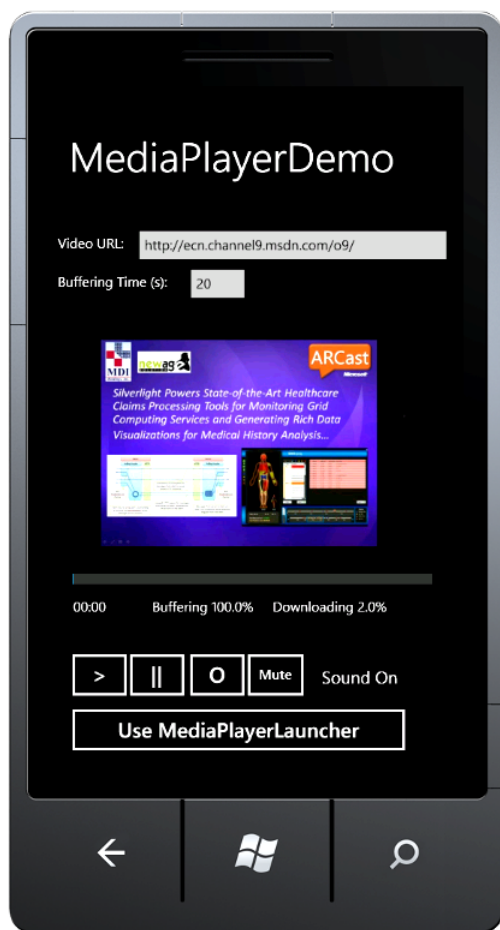 MediaPlayerDemo
Video URL: http://ecn.channel9.msdn.com/o9/
Buffering Time (s): 20
MDI
newage
ARCast
Microsoft
Silverlight Powers State-of-the-Art Healthcare
Claims Processing Tools for Monitoring Grid
Computing Services and Generating Rich Data
Visualizations for Medical History Analysis...
00:00 Buffering 100.0% Downloading 2.0%
> || O Mute Sound On
Use MediaPlayerLauncher